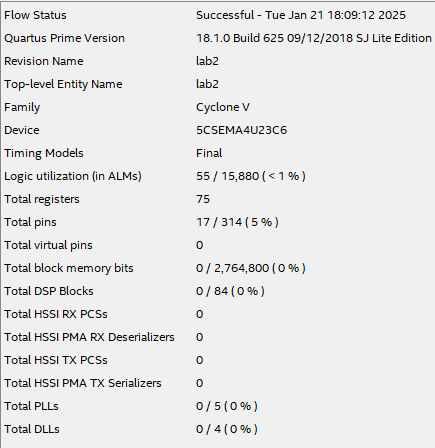 Flow Status Successful - Tue Jan 21 18:09:12 2025
Quartus Prime Version 18.1.0 Build 625 09/12/2018 SJ Lite Edition
Revision Name lab2
Top-level Entity Name lab2
Family Cyclone V
Device 5CSEMA4U23C6
Timing Models Final
Logic utilization (in ALMs) 55 / 15,880 ( < 1 % )
Total registers 75
Total pins 17 / 314 ( 5 % )
Total virtual pins 0
Total block memory bits 0 / 2,764,800 ( 0 % )
Total DSP Blocks 0 / 84 ( 0 % )
Total HSSI RX PCSs 0
Total HSSI PMA RX Deserializers 0
Total HSSI TX PCSs 0
Total HSSI PMA TX Serializers 0
Total PLLs 0 / 5 ( 0 % )
Total DLLs 0 / 4 ( 0 % )